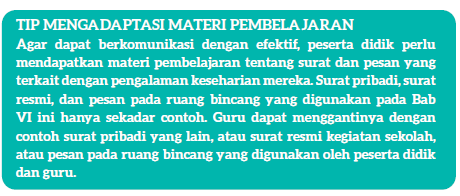 TIP MENGADAPTASI MATERI PEMBELAJARAN
Agar dapat berkomunikasi dengan efektif, peserta didik perlu
mendapatkan materi pembelajaran tentang surat dan pesan yang
terkait dengan pengalaman keseharian mereka. Surat pribadi, surat
resmi, dan pesan pada ruang bincang yang digunakan pada Bab
VI ini hanya sekadar contoh. Guru dapat menggantinya dengan
contoh surat pribadi yang lain, atau surat resmi kegiatan sekolah,
atau pesan pada ruang bincang yang digunakan oleh peserta didik
dan guru.